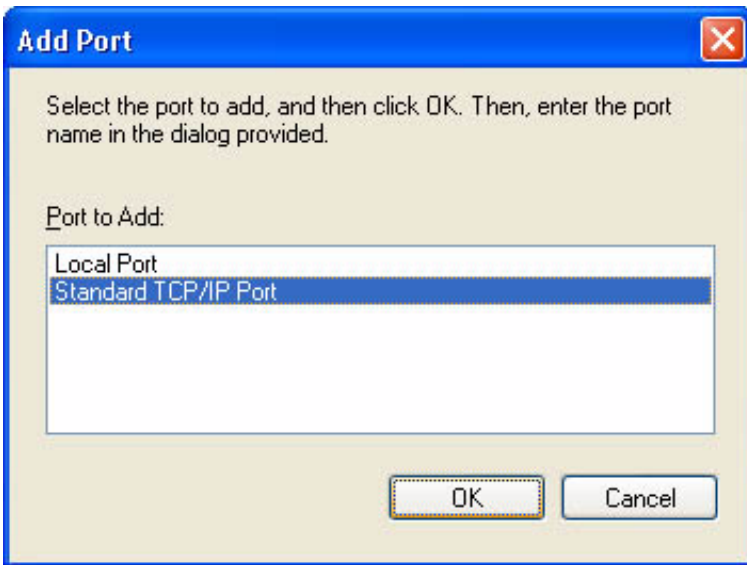 Add Port
Select the port to add, and then click OK. Then, enter the port
name in the dialog provided.
Port to Add:
Local Port
Standard TCP/IP Port
OK
Cancel